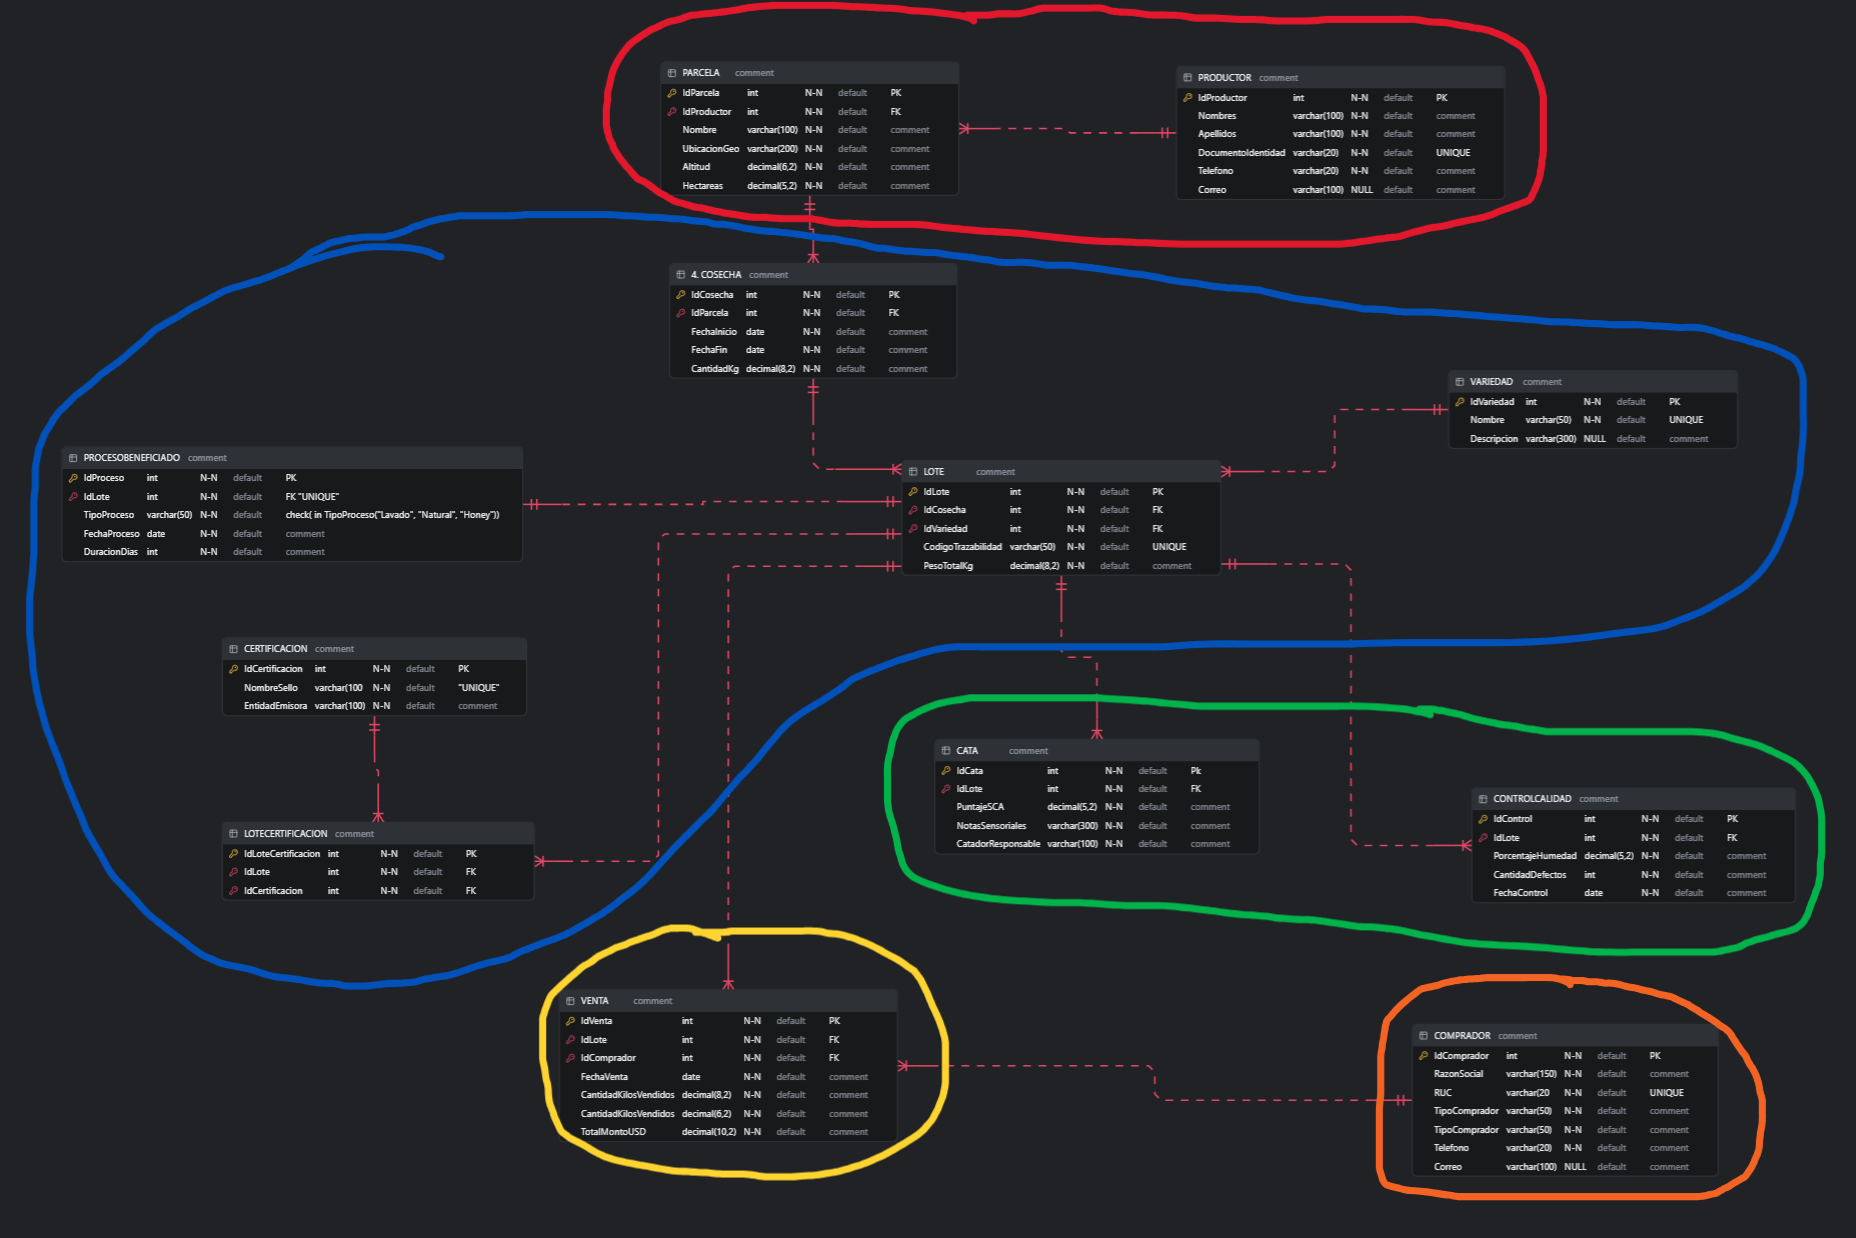 PARCELA comment
IdParcela int N-N default PK
IdProductor int N-N default FK
Nombre varchar(100) N-N default comment
UbicacionGeo varchar(200) N-N default comment
Altitud decimal(6,2) N-N default comment
Hectareas decimal(5,2) N-N default comment
PRODUCTOR comment
IdProductor int N-N default PK
Nombres varchar(100) N-N default comment
Apellidos varchar(100) N-N default comment
DocumentoIdentidad varchar(20) N-N default UNIQUE
Telefono varchar(20) N-N default comment
Correo varchar(100) NULL default comment
4. COSECHA comment
IdCosecha int N-N default PK
IdParcela int N-N default FK
FechaInicio date N-N default comment
FechaFin date N-N default comment
CantidadKg decimal(8,2) N-N default comment
VARIEDAD comment
IdVariedad int N-N default PK
Nombre varchar(50) N-N default UNIQUE
Descripcion varchar(300) NULL default comment
PROCESOBENEFICIADO comment
IdProceso int N-N default PK
IdLote int N-N default FK "UNIQUE"
TipoProceso varchar(50) N-N default check( in TipoProceso("Lavado", "Natural", "Honey"))
FechaProceso date N-N default comment
DuracionDias int N-N default comment
LOTE comment
IdLote int N-N default PK
IdCosecha int N-N default FK
IdVariedad int N-N default FK
CodigoTrazabilidad varchar(50) N-N default UNIQUE
PesoTotalKg decimal(8,2) N-N default comment
CERTIFICACION comment
IdCertificacion int N-N default PK
NombreSello varchar(100 N-N default "UNIQUE"
EntidadEmisora varchar(100) N-N default comment
LOTECERTIFICACION comment
IdLoteCertificacion int N-N default PK
IdLote int N-N default FK
IdCertificacion int N-N default FK
CATA comment
IdCata int N-N default Pk
IdLote int N-N default FK
PuntajeSCA decimal(5,2) N-N default comment
NotasSensoriales varchar(300) N-N default comment
CatadorResponsable varchar(100) N-N default comment
CONTROLCALIDAD comment
IdControl int N-N default PK
IdLote int N-N default FK
PorcentajeHumedad decimal(5,2) N-N default comment
CantidadDefectos int N-N default comment
FechaControl date N-N default comment
VENTA comment
IdVenta int N-N default PK
IdLote int N-N default FK
IdComprador int N-N default FK
FechaVenta date N-N default comment
CantidadKilosVendidos decimal(8,2) N-N default comment
CantidadKilosVendidos decimal(6,2) N-N default comment
TotalMontoUSD decimal(10,2) N-N default comment
COMPRADOR comment
IdComprador int N-N default PK
RazonSocial varchar(150) N-N default comment
RUC varchar(20 N-N default UNIQUE
TipoComprador varchar(50) N-N default comment
TipoComprador varchar(50) N-N default comment
Telefono varchar(20) N-N default comment
Correo varchar(100) NULL default comment